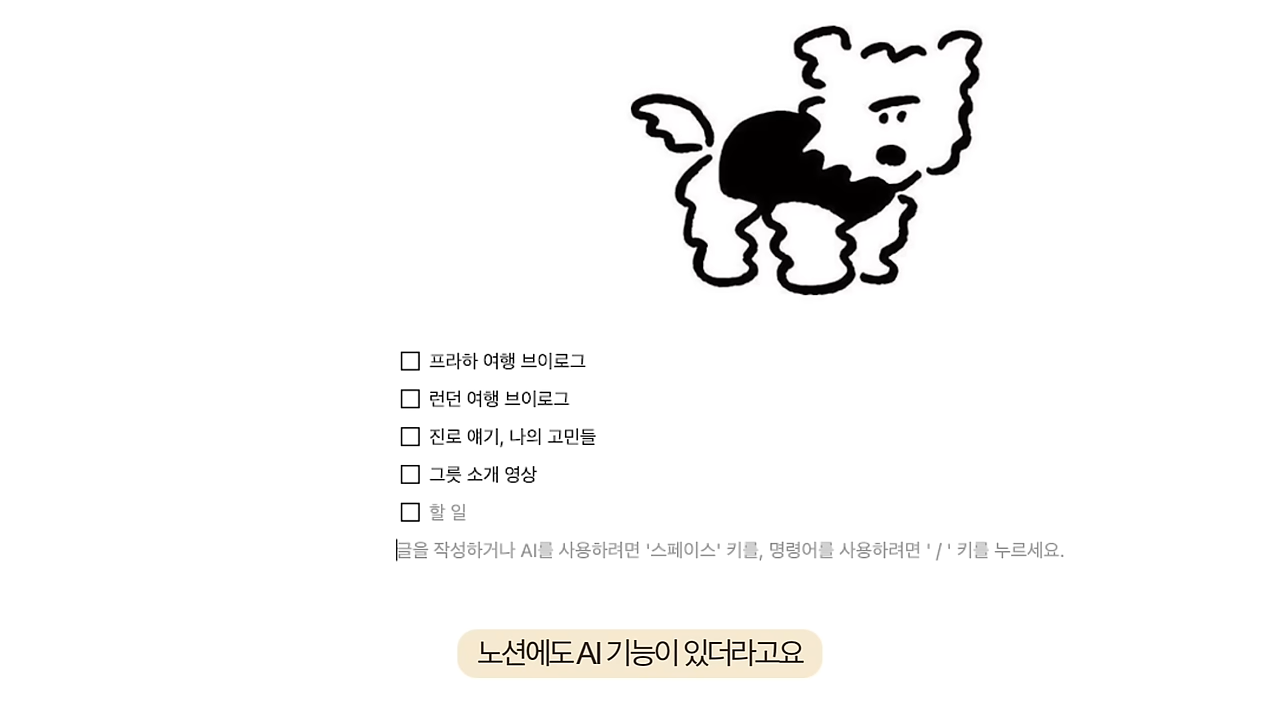 프라하 여행 브이로그
런던 여행 브이로그
진로 얘기, 나의 고민들
그릇 소개 영상
할 일
글을 작성하거나 AI를 사용하려면 '스페이스' 키를, 명령어를 사용하려면 ' / ' 키를 누르세요.
노션에도 AI 기능이 있더라고요